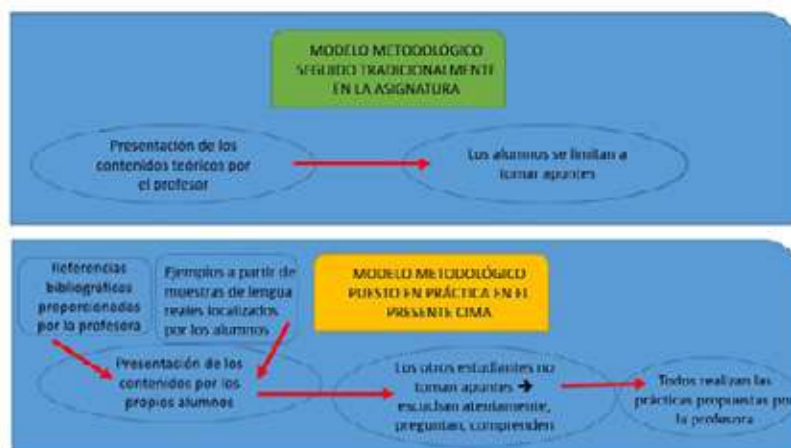 MODELO METODOLÓGICO
SEGUIDO TRADICIONALMENTE
EN LA ASIGNATURA
Presentación de los
contenidos teóricos por
el profesor
Los alumnos se limitan a
tomar apuntes
Referencias
bibliográficas
proporcionadas
por la profesora
Ejemplos a partir de
muestras de lengua
reales localizados
por los alumnos
MODELO METODOLÓGICO
PUESTO EN PRÁCTICA EN EL
PRESENTE CIMA
Presentación de los
contenidos por los
propios alumnos
Los otros estudiantes no
toman apuntes →
escuchan atentamente,
preguntan, comprenden
Todos realizan las
prácticas propuestas por
la profesora